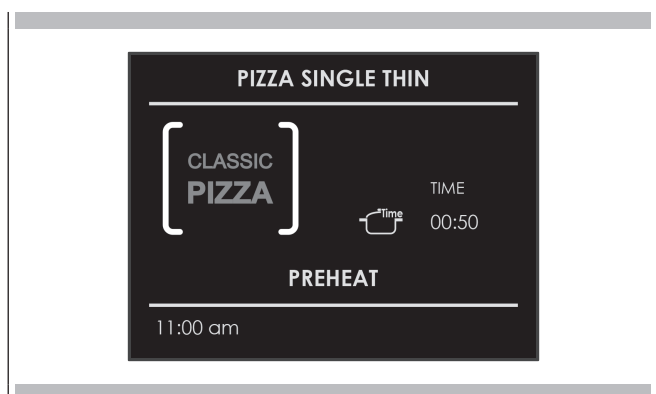 PIZZA SINGLE THIN
CLASSIC
PIZZA
TIME
Time
00:50
PREHEAT
11:00 am